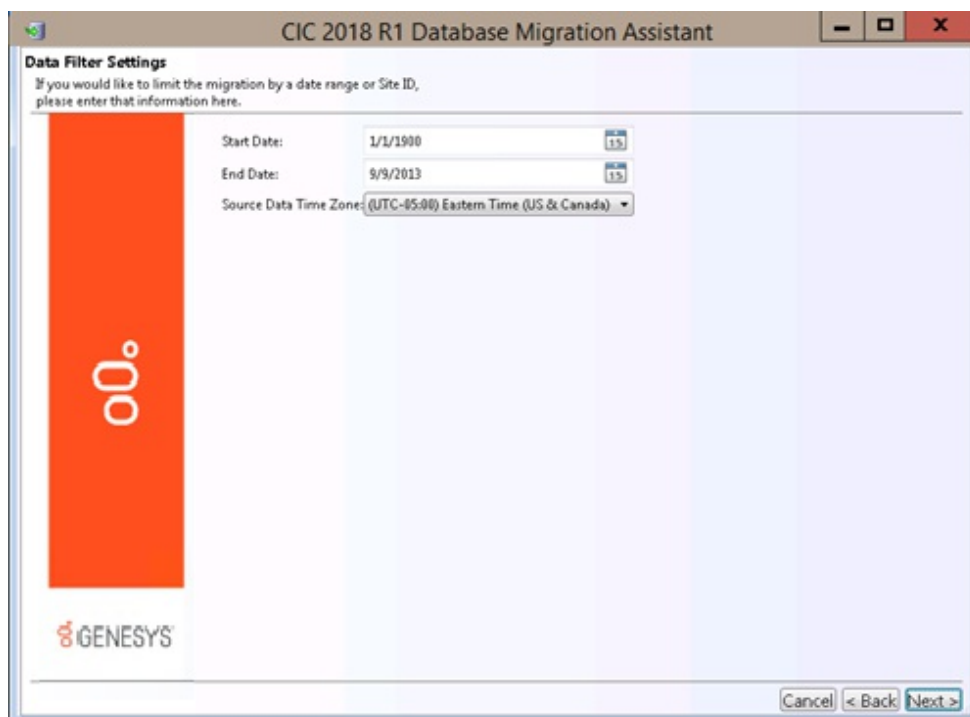 CIC 2018 R1 Database Migration Assistant
Data Filter Settings
If you would like to limit the migration by a date range or Site ID,
please enter that information here.
Start Date: 1/1/1900
15
End Date: 9/9/2013
15
Source Data Time Zone: (UTC-05:00) Eastern Time (US & Canada)
GENESYS
Cancel < Back Next >